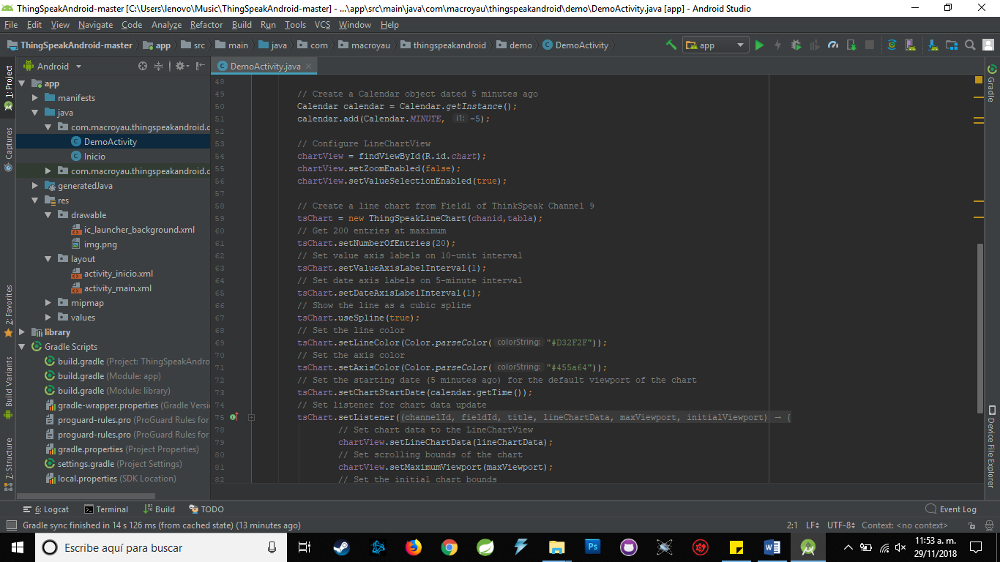 ThingSpeakAndroid-master [C:\Users\lenovo\Music\ThingSpeakAndroid-master] - ...\app\src\main\java\com\macroyau\thingspeakandroid\demo\DemoActivity.java [app] - Android Studio
File Edit View Navigate Code Analyze Refactor Build Run Tools VCS Window Help
ThingSpeakAndroid-master app src main java com macroyau thingspeakandroid demo DemoActivity app
Android DemoActivity.java
1: Project
Captures
2: Favorites
Build Variants
7: Structure
app
manifests
java
com.macroyau.thingspeakandroid.d
DemoActivity
Inicio
com.macroyau.thingspeakandroid.d
generatedJava
res
drawable
ic_launcher_background.xml
img.png
layout
activity_inicio.xml
activity_main.xml
mipmap
values
library
Gradle Scripts
build.gradle (Project: ThingSpeakAndro
build.gradle (Module: app)
build.gradle (Module: library)
gradle-wrapper.properties (Gradle Versi
proguard-rules.pro (ProGuard Rules for
proguard-rules.pro (ProGuard Rules for
gradle.properties (Project Properties)
settings.gradle (Project Settings)
local.properties (SDK Location)
48
49 // Create a Calendar object dated 5 minutes ago
50 Calendar calendar = Calendar.getInstance();
51 calendar.add(Calendar.MINUTE, i1: -5);
52
53 // Configure LineChartView
54 chartView = findViewById(R.id.chart);
55 chartView.setZoomEnabled(false);
56 chartView.setValueSelectionEnabled(true);
57
58 // Create a line chart from Field1 of ThinkSpeak Channel 9
59 tsChart = new ThingSpeakLineChart(chanid,tabla);
60 // Get 200 entries at maximum
61 tsChart.setNumberOfEntries(20);
62 // Set value axis labels on 10-unit interval
63 tsChart.setValueAxisLabelInterval(1);
64 // Set date axis labels on 5-minute interval
65 tsChart.setDateAxisLabelInterval(1);
66 // Show the line as a cubic spline
67 tsChart.useSpline(true);
68 // Set the line color
69 tsChart.setLineColor(Color.parseColor( colorString: "#D32F2F"));
70 // Set the axis color
71 tsChart.setAxisColor(Color.parseColor( colorString: "#455a64"));
72 // Set the starting date (5 minutes ago) for the default viewport of the chart
73 tsChart.setChartStartDate(calendar.getTime());
74 // Set listener for chart data update
75 tsChart.setListener((channelId, fieldId, title, lineChartData, maxViewport, initialViewport) → {
78 // Set chart data to the LineChartView
79 chartView.setLineChartData(lineChartData);
80 // Set scrolling bounds of the chart
81 chartView.setMaximumViewport(maxViewport);
82 // Set the initial chart bounds
Gradle
Device File Explorer
6: Logcat Terminal Build TODO Event Log
Gradle sync finished in 14 s 126 ms (from cached state) (13 minutes ago) 2:1 LF UTF-8 Context: <no context>
Escribe aquí para buscar
11:53 a. m.
29/11/2018